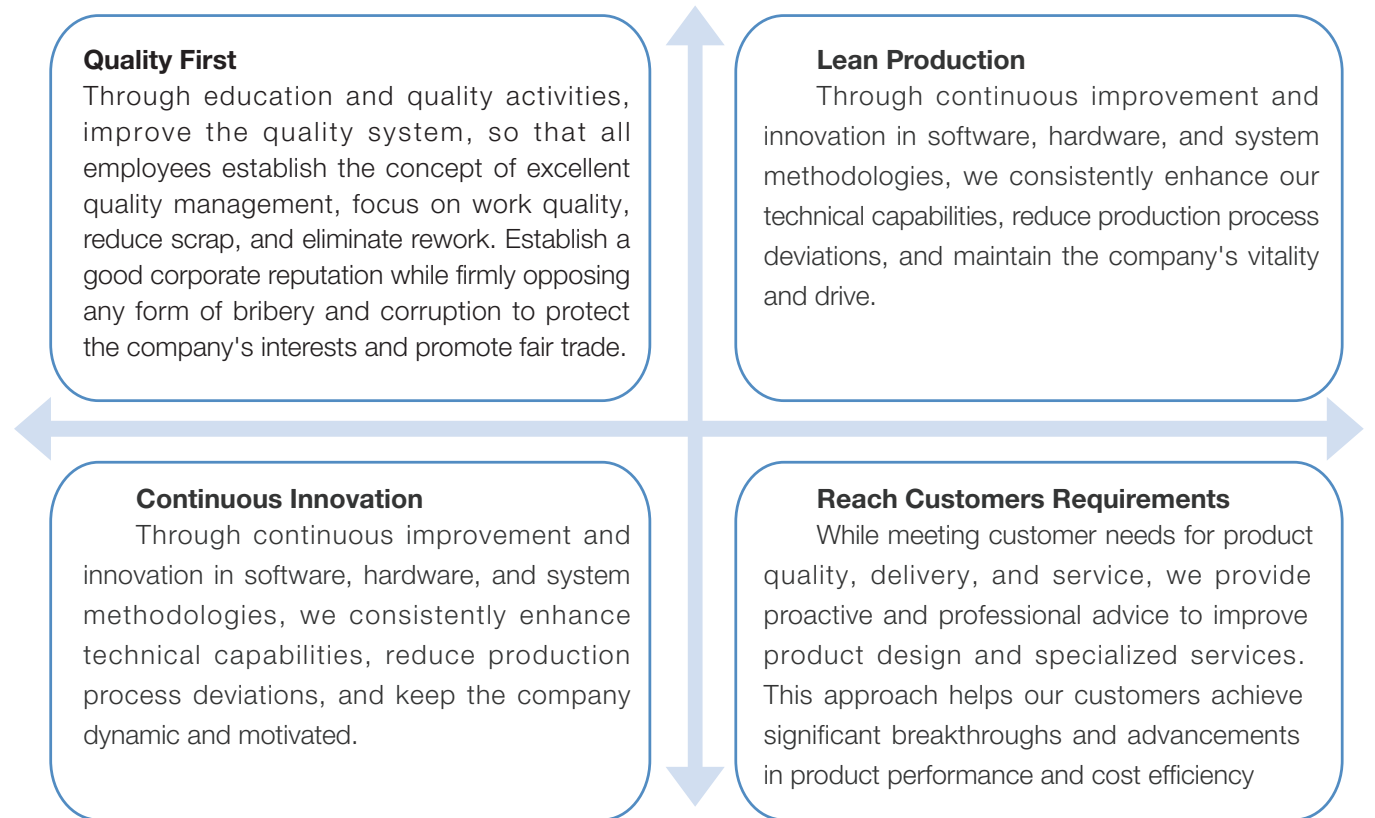 Quality First
Through education and quality activities,
improve the quality system, so that all
employees establish the concept of excellent
quality management, focus on work quality,
reduce scrap, and eliminate rework. Establish a
good corporate reputation while firmly opposing
any form of bribery and corruption to protect
the company's interests and promote fair trade.
Lean Production
Through continuous improvement and
innovation in software, hardware, and system
methodologies, we consistently enhance our
technical capabilities, reduce production process
deviations, and maintain the company's vitality
and drive.
Continuous Innovation
Through continuous improvement and
innovation in software, hardware, and system
methodologies, we consistently enhance
technical capabilities, reduce production
process deviations, and keep the company
dynamic and motivated.
Reach Customers Requirements
While meeting customer needs for product
quality, delivery, and service, we provide
proactive and professional advice to improve
product design and specialized services.
This approach helps our customers achieve
significant breakthroughs and advancements
in product performance and cost efficiency